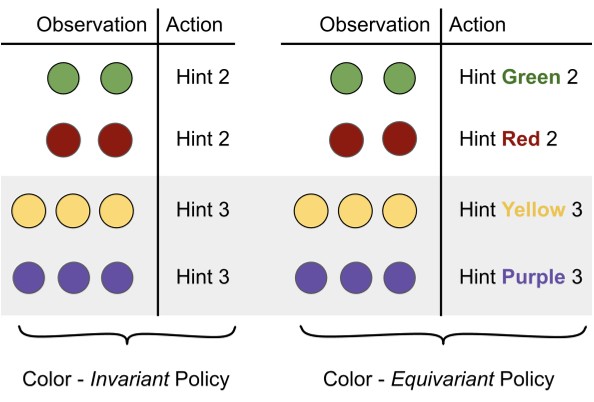 Observation Action Observation Action
Hint 2 Hint Green 2
Hint 2 Hint Red 2
Hint 3 Hint Yellow 3
Hint 3 Hint Purple 3
Color - Invariant Policy Color - Equivariant Policy